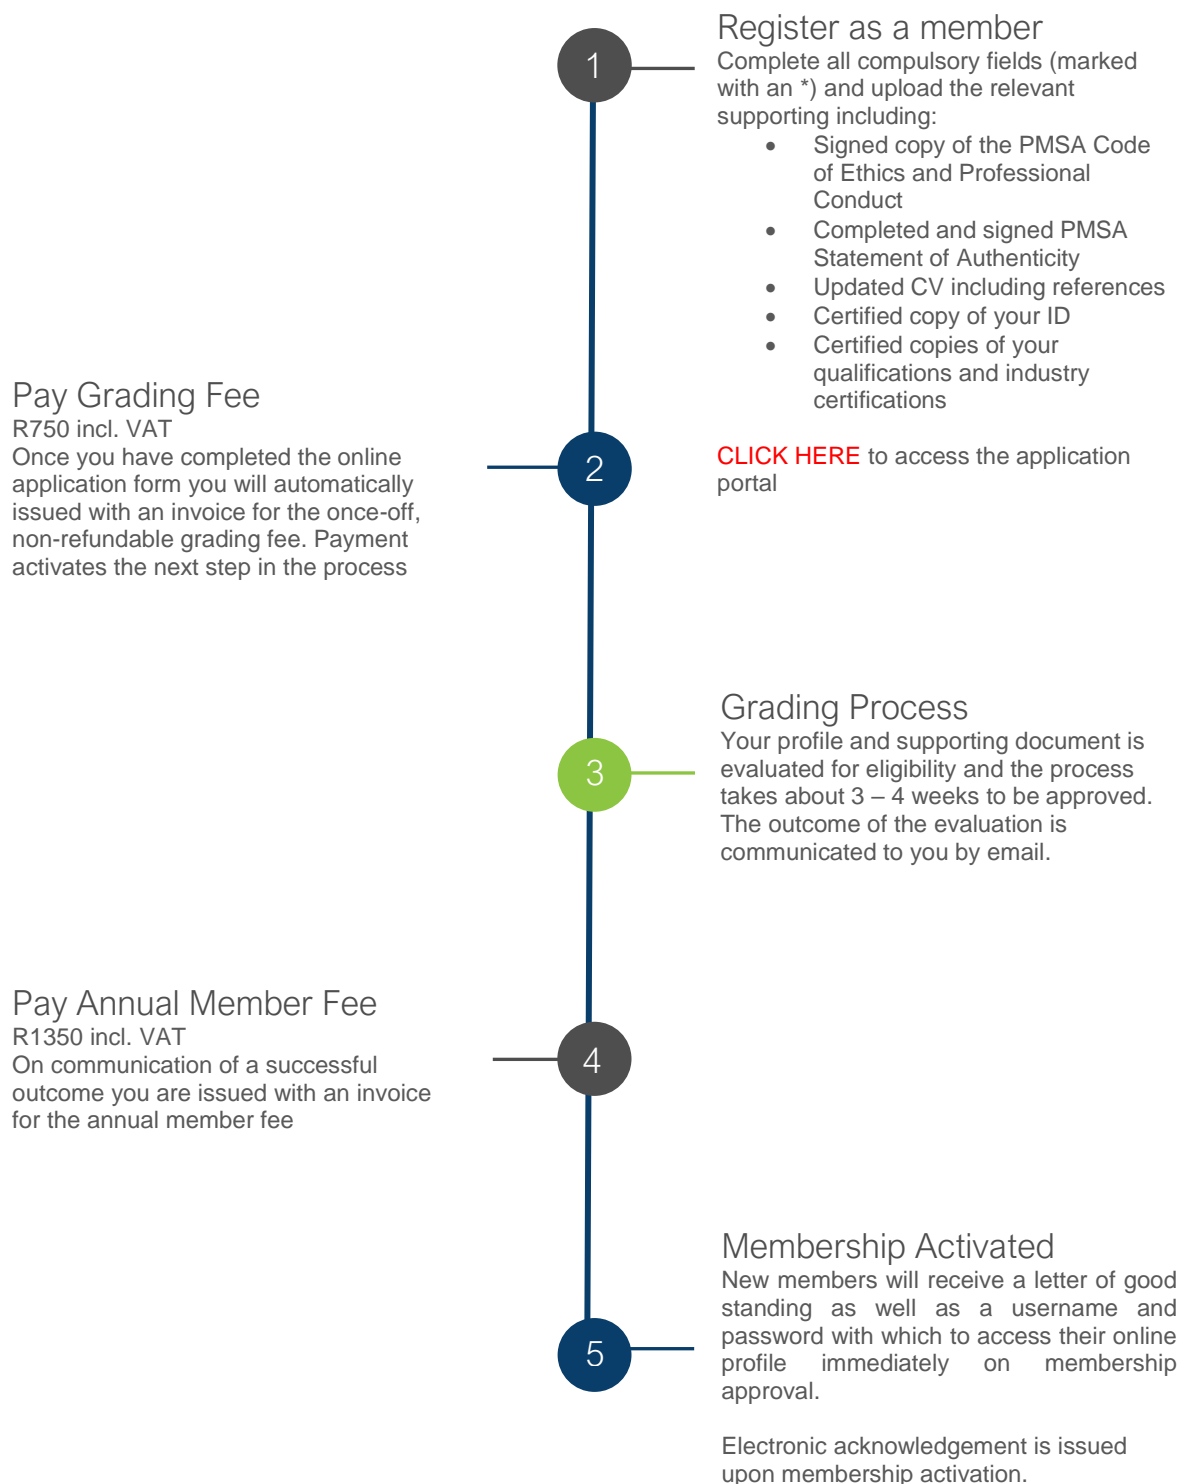 1
Register as a member
Complete all compulsory fields (marked
with an *) and upload the relevant
supporting including:
• Signed copy of the PMSA Code
of Ethics and Professional
Conduct
• Completed and signed PMSA
Statement of Authenticity
• Updated CV including references
• Certified copy of your ID
• Certified copies of your
qualifications and industry
certifications
CLICK HERE to access the application
portal
Pay Grading Fee
R750 incl. VAT
Once you have completed the online
application form you will automatically
issued with an invoice for the once-off,
non-refundable grading fee. Payment
activates the next step in the process
2
3
Grading Process
Your profile and supporting document is
evaluated for eligibility and the process
takes about 3 – 4 weeks to be approved.
The outcome of the evaluation is
communicated to you by email.
Pay Annual Member Fee
R1350 incl. VAT
On communication of a successful
outcome you are issued with an invoice
for the annual member fee
4
5
Membership Activated
New members will receive a letter of good
standing as well as a username and
password with which to access their online
profile immediately on membership
approval.
Electronic acknowledgement is issued
upon membership activation.